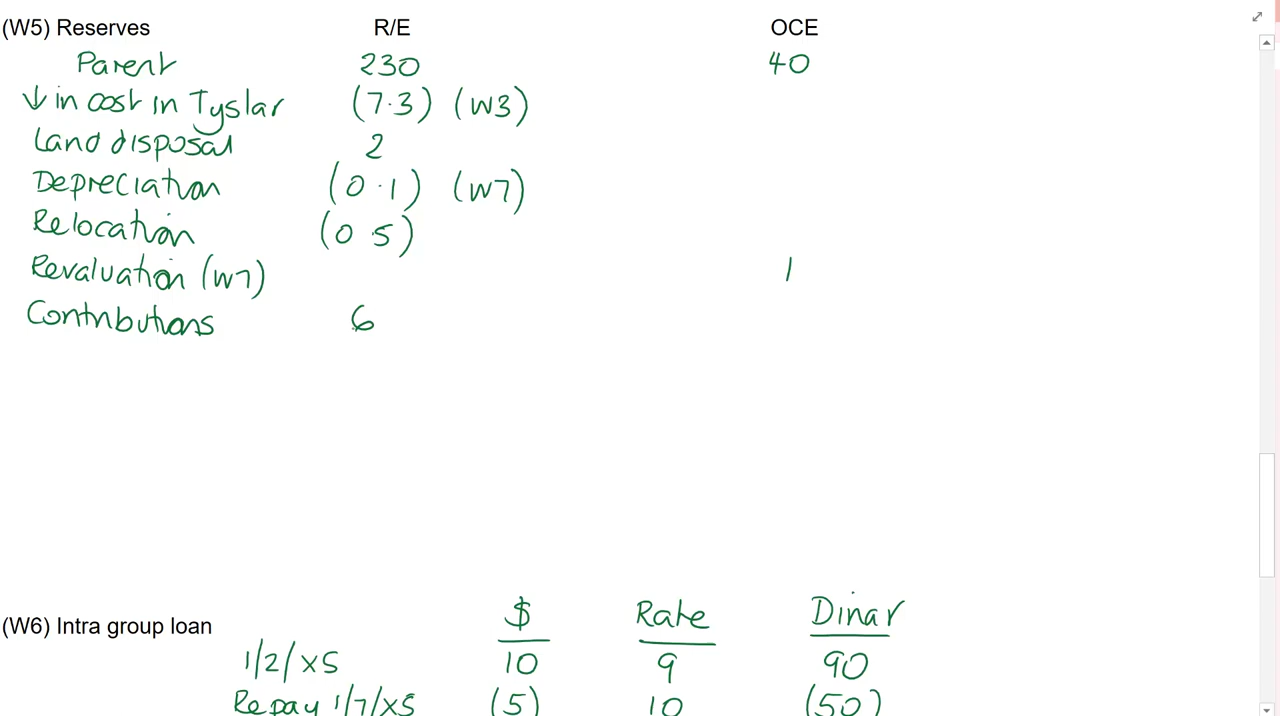 (W5) Reserves R/E OCE
Parent 230 40
↓ in cost in Tyslar (7.3) (W3)
Land disposal 2
Depreciation (0.1) (W7)
Relocation (0.5)
Revaluation (W7) 1
Contributions 6
$ Rate Dinar
(W6) Intra group loan
1/2/X5 10 9 90
Repay 1/7/X5 (5) 10 (50)